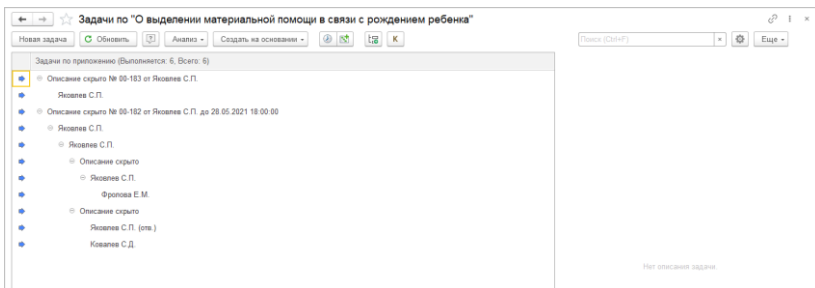 Задачи по "О выделении материальной помощи в связи с рождением ребенка"
Новая задача Обновить Анализ Создать на основании К Поиск (Ctrl+F) × Еще
Задачи по приложению (Выполняется: 6, Всего: 6)
Описание скрыто № 00-183 от Яковлев С.П.
Яковлев С.П.
Описание скрыто № 00-182 от Яковлев С.П. до 28.05.2021 18:00:00
Яковлев С.П.
Яковлев С.П.
Описание скрыто
Яковлев С.П.
Фролова Е.М.
Описание скрыто
Яковлев С.П. (отв.)
Ковалев С.Д.
Нет описания задачи.